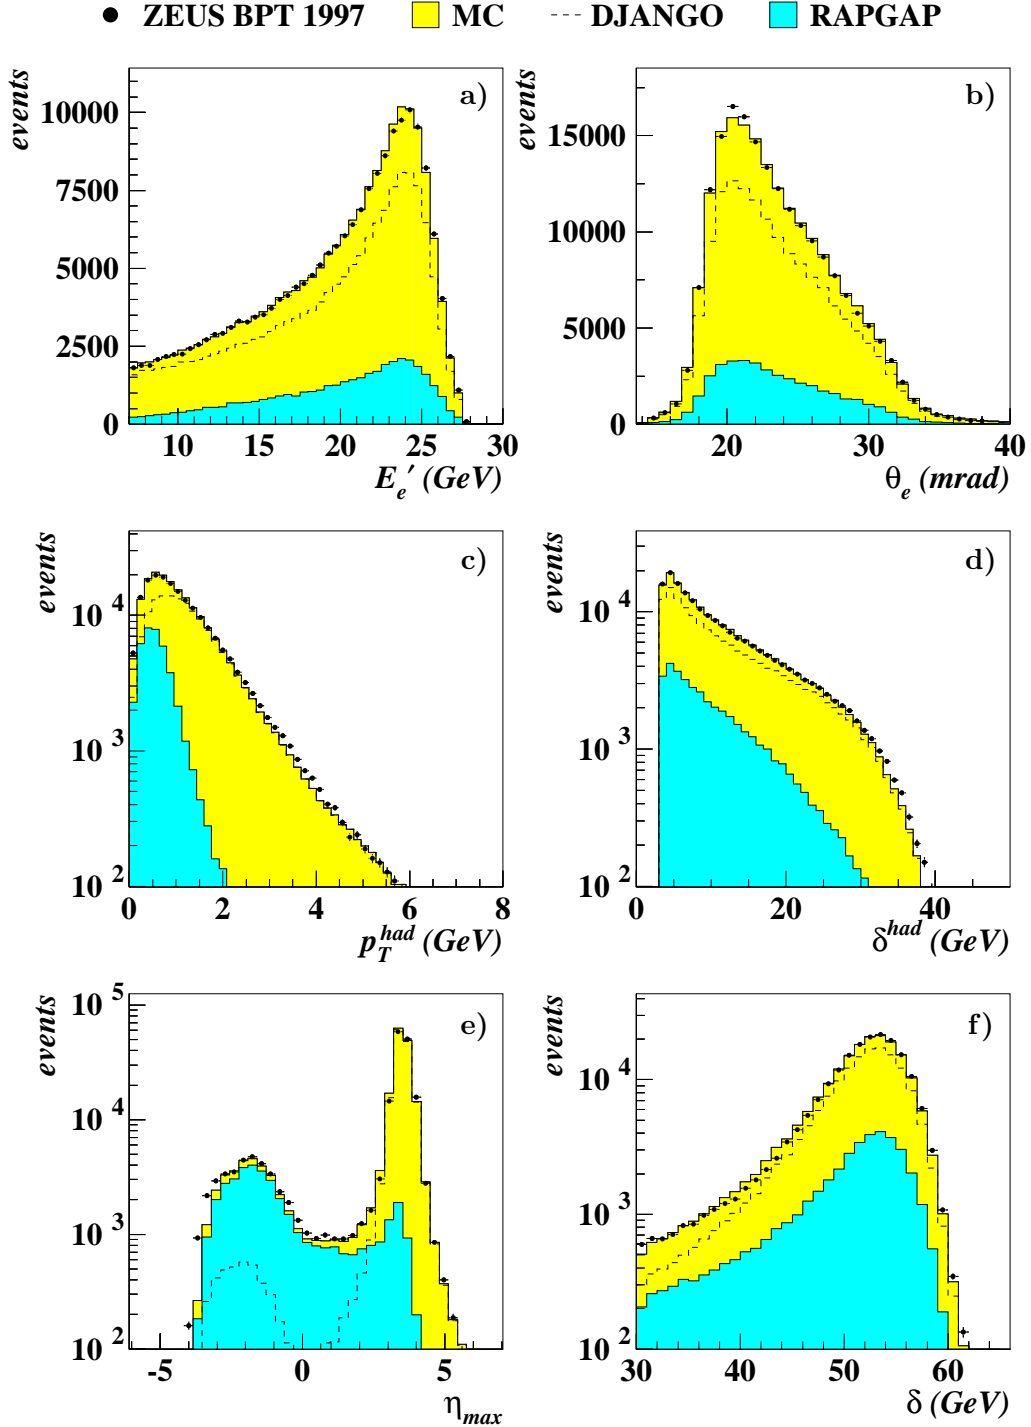 ZEUS BPT 1997 MC DJANGO RAPGAP
events a)
10000
7500
5000
2500
0
10 15 20 25 30
E_e′ (GeV)
events b)
15000
10000
5000
0
20 30 40
θ_e (mrad)
events c)
10^4
10^3
10^2
0 2 4 6 8
p_T^had (GeV)
events d)
10^4
10^3
10^2
0 20 40
δ^had (GeV)
events e)
10^5
10^4
10^3
10^2
-5 0 5
η_max
events f)
10^4
10^3
10^2
30 40 50 60
δ (GeV)